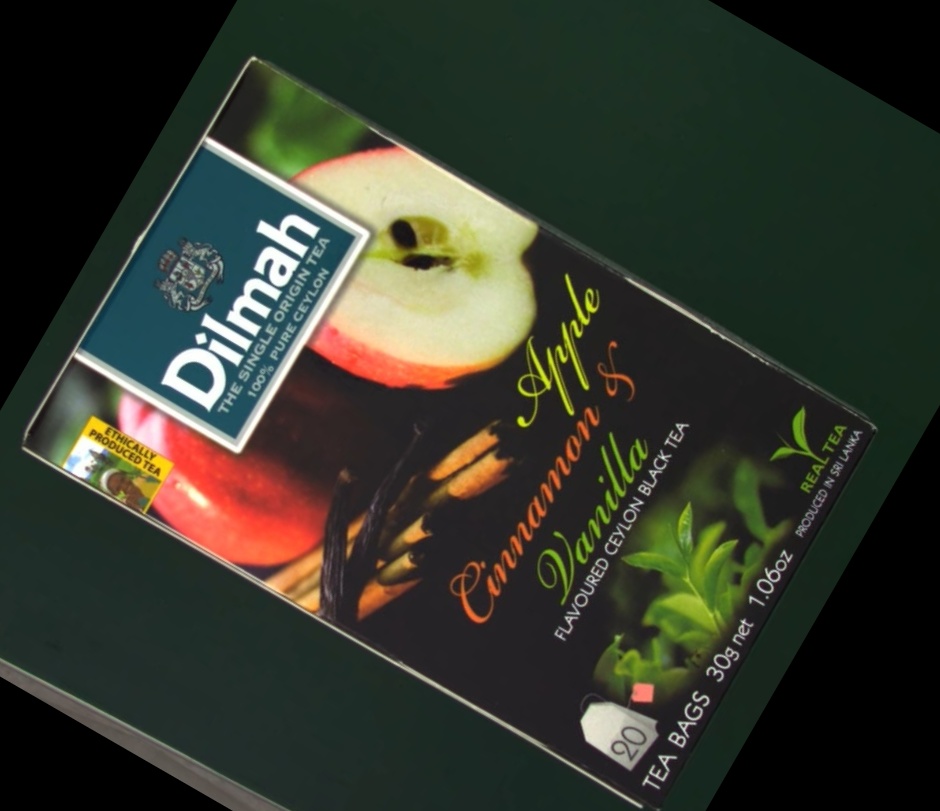 Dilmah
THE SINGLE ORIGIN TEA
100% PURE CEYLON
ETHICALLY
PRODUCED TEA
Apple
Cinnamon &
Vanilla
FLAVOURED CEYLON BLACK TEA
REAL TEA
PRODUCED IN SRI LANKA
20
TEA BAGS 30g net 1.06oz